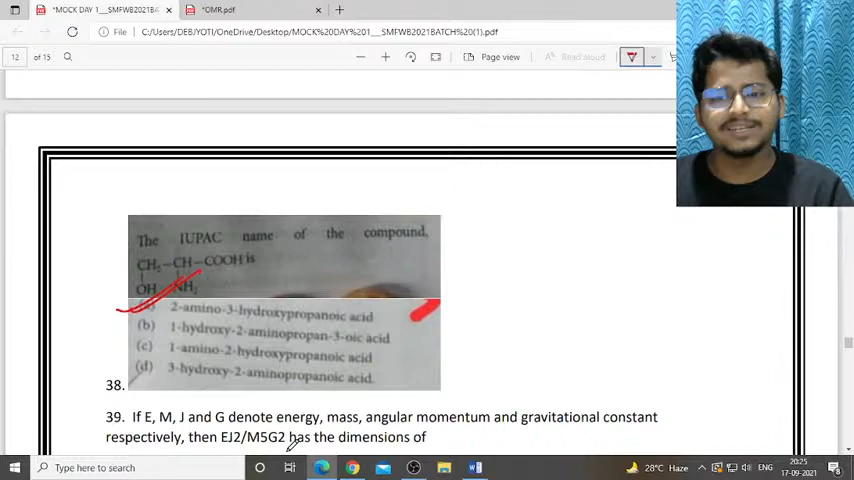 *MOCK DAY 1___SMFWB2021BATCH
*OMR.pdf
File
C:/Users/DEB/YOTI/OneDrive/Desktop/MOCK%20DAY%201___SMFWB2021BATCH%20(1).pdf
12 of 15
Page view
Read aloud
The IUPAC name of the compound,
CH2 –CH–COOH is
OH NH2
(a) 2-amino-3-hydroxypropanoic acid
(b) 1-hydroxy-2-aminopropan-3-oic acid
(c) 1-amino-2-hydroxypropanoic acid
(d) 3-hydroxy-2-aminopropanoic acid.
38.
39. If E, M, J and G denote energy, mass, angular momentum and gravitational constant
respectively, then EJ2/M5G2 has the dimensions of
Type here to search
28°C Haze
ENG
20:25
17-09-2021